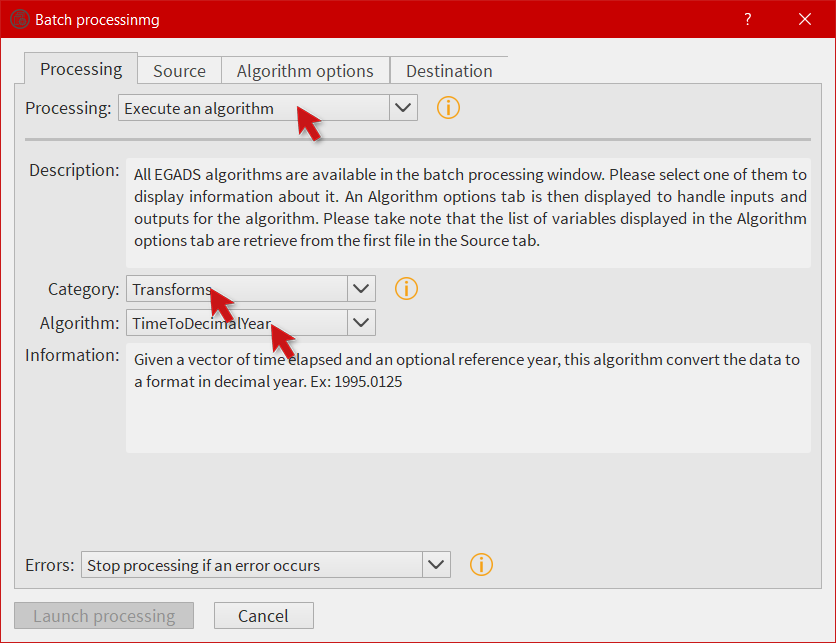 Batch processinmg
?
Processing Source Algorithm options Destination
Processing: Execute an algorithm
Description: All EGADS algorithms are available in the batch processing window. Please select one of them to
display information about it. An Algorithm options tab is then displayed to handle inputs and
outputs for the algorithm. Please take note that the list of variables displayed in the Algorithm
options tab are retrieve from the first file in the Source tab.
Category: Transforms
Algorithm: TimeToDecimalYear
Information: Given a vector of time elapsed and an optional reference year, this algorithm convert the data to
a format in decimal year. Ex: 1995.0125
Errors: Stop processing if an error occurs
Launch processing Cancel